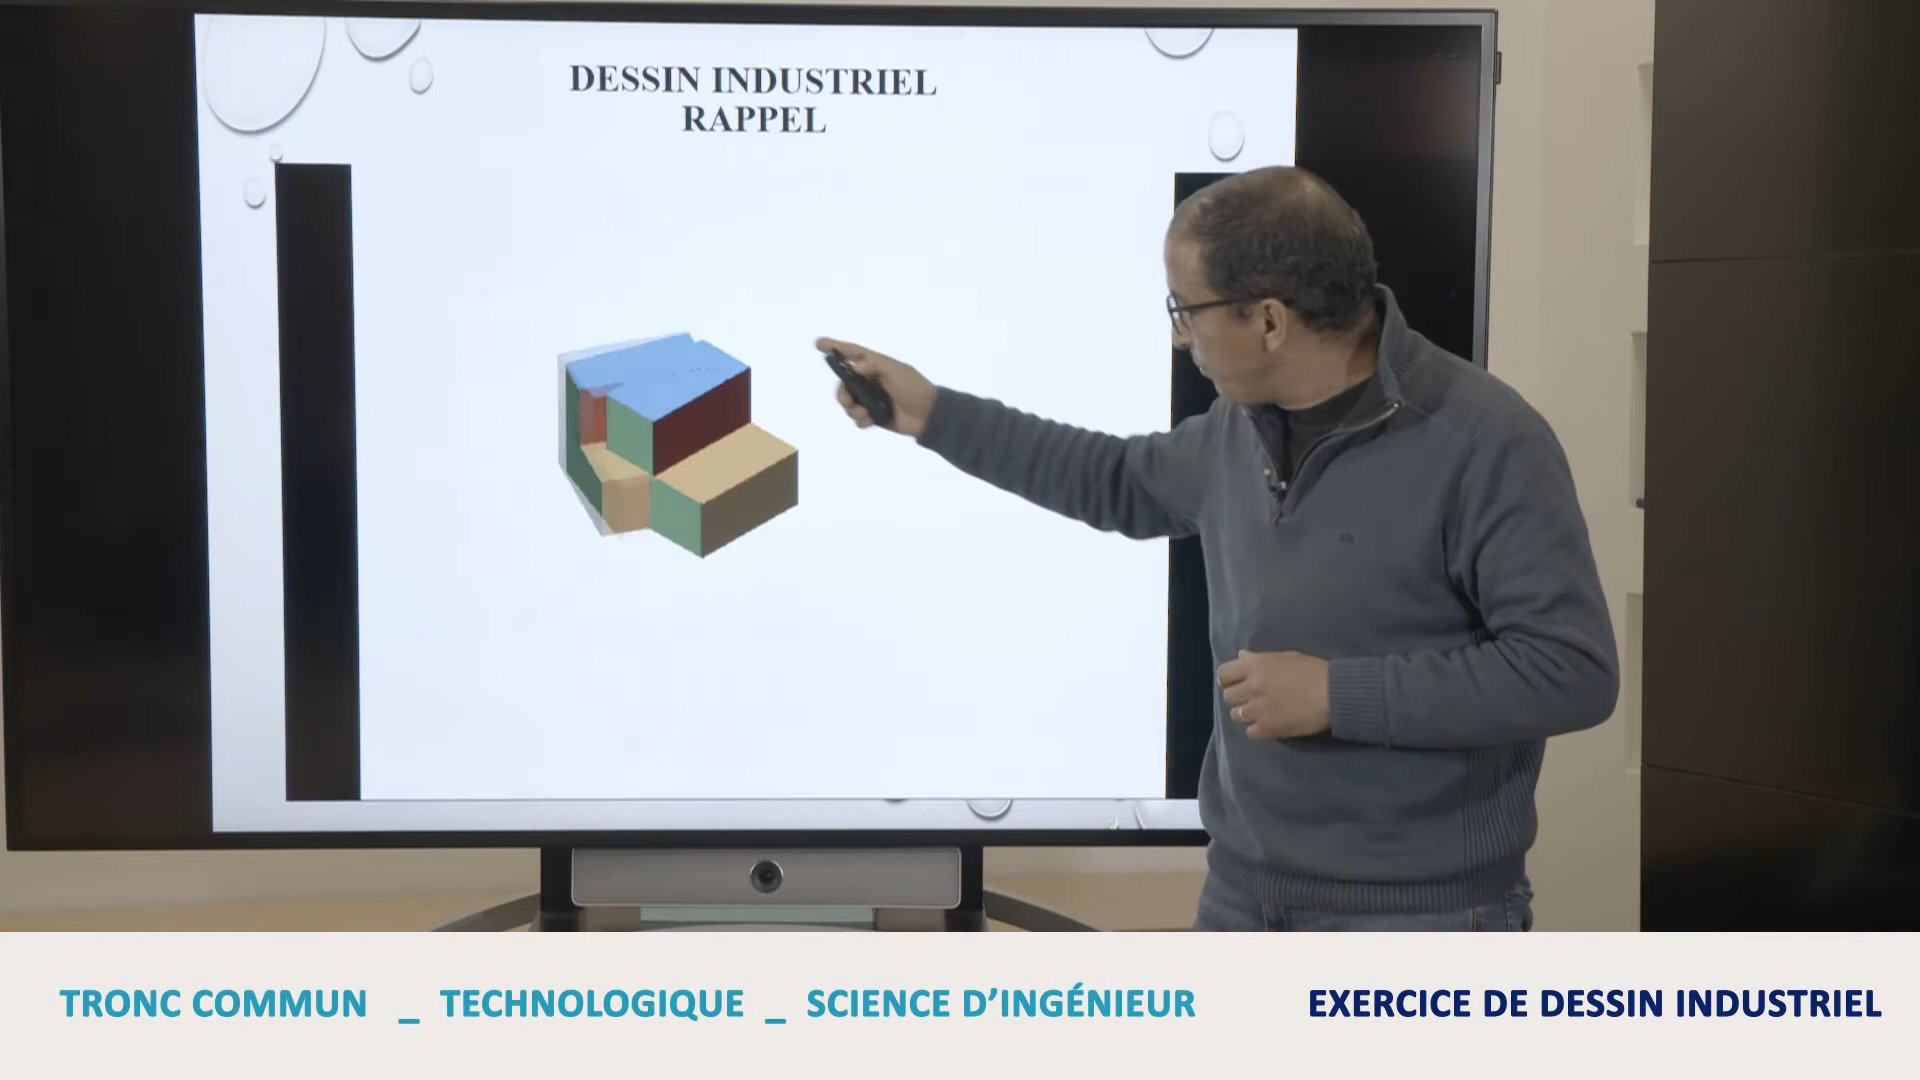 DESSIN INDUSTRIEL
RAPPEL
TRONC COMMUN _ TECHNOLOGIQUE _ SCIENCE D’INGÉNIEUR
EXERCICE DE DESSIN INDUSTRIEL